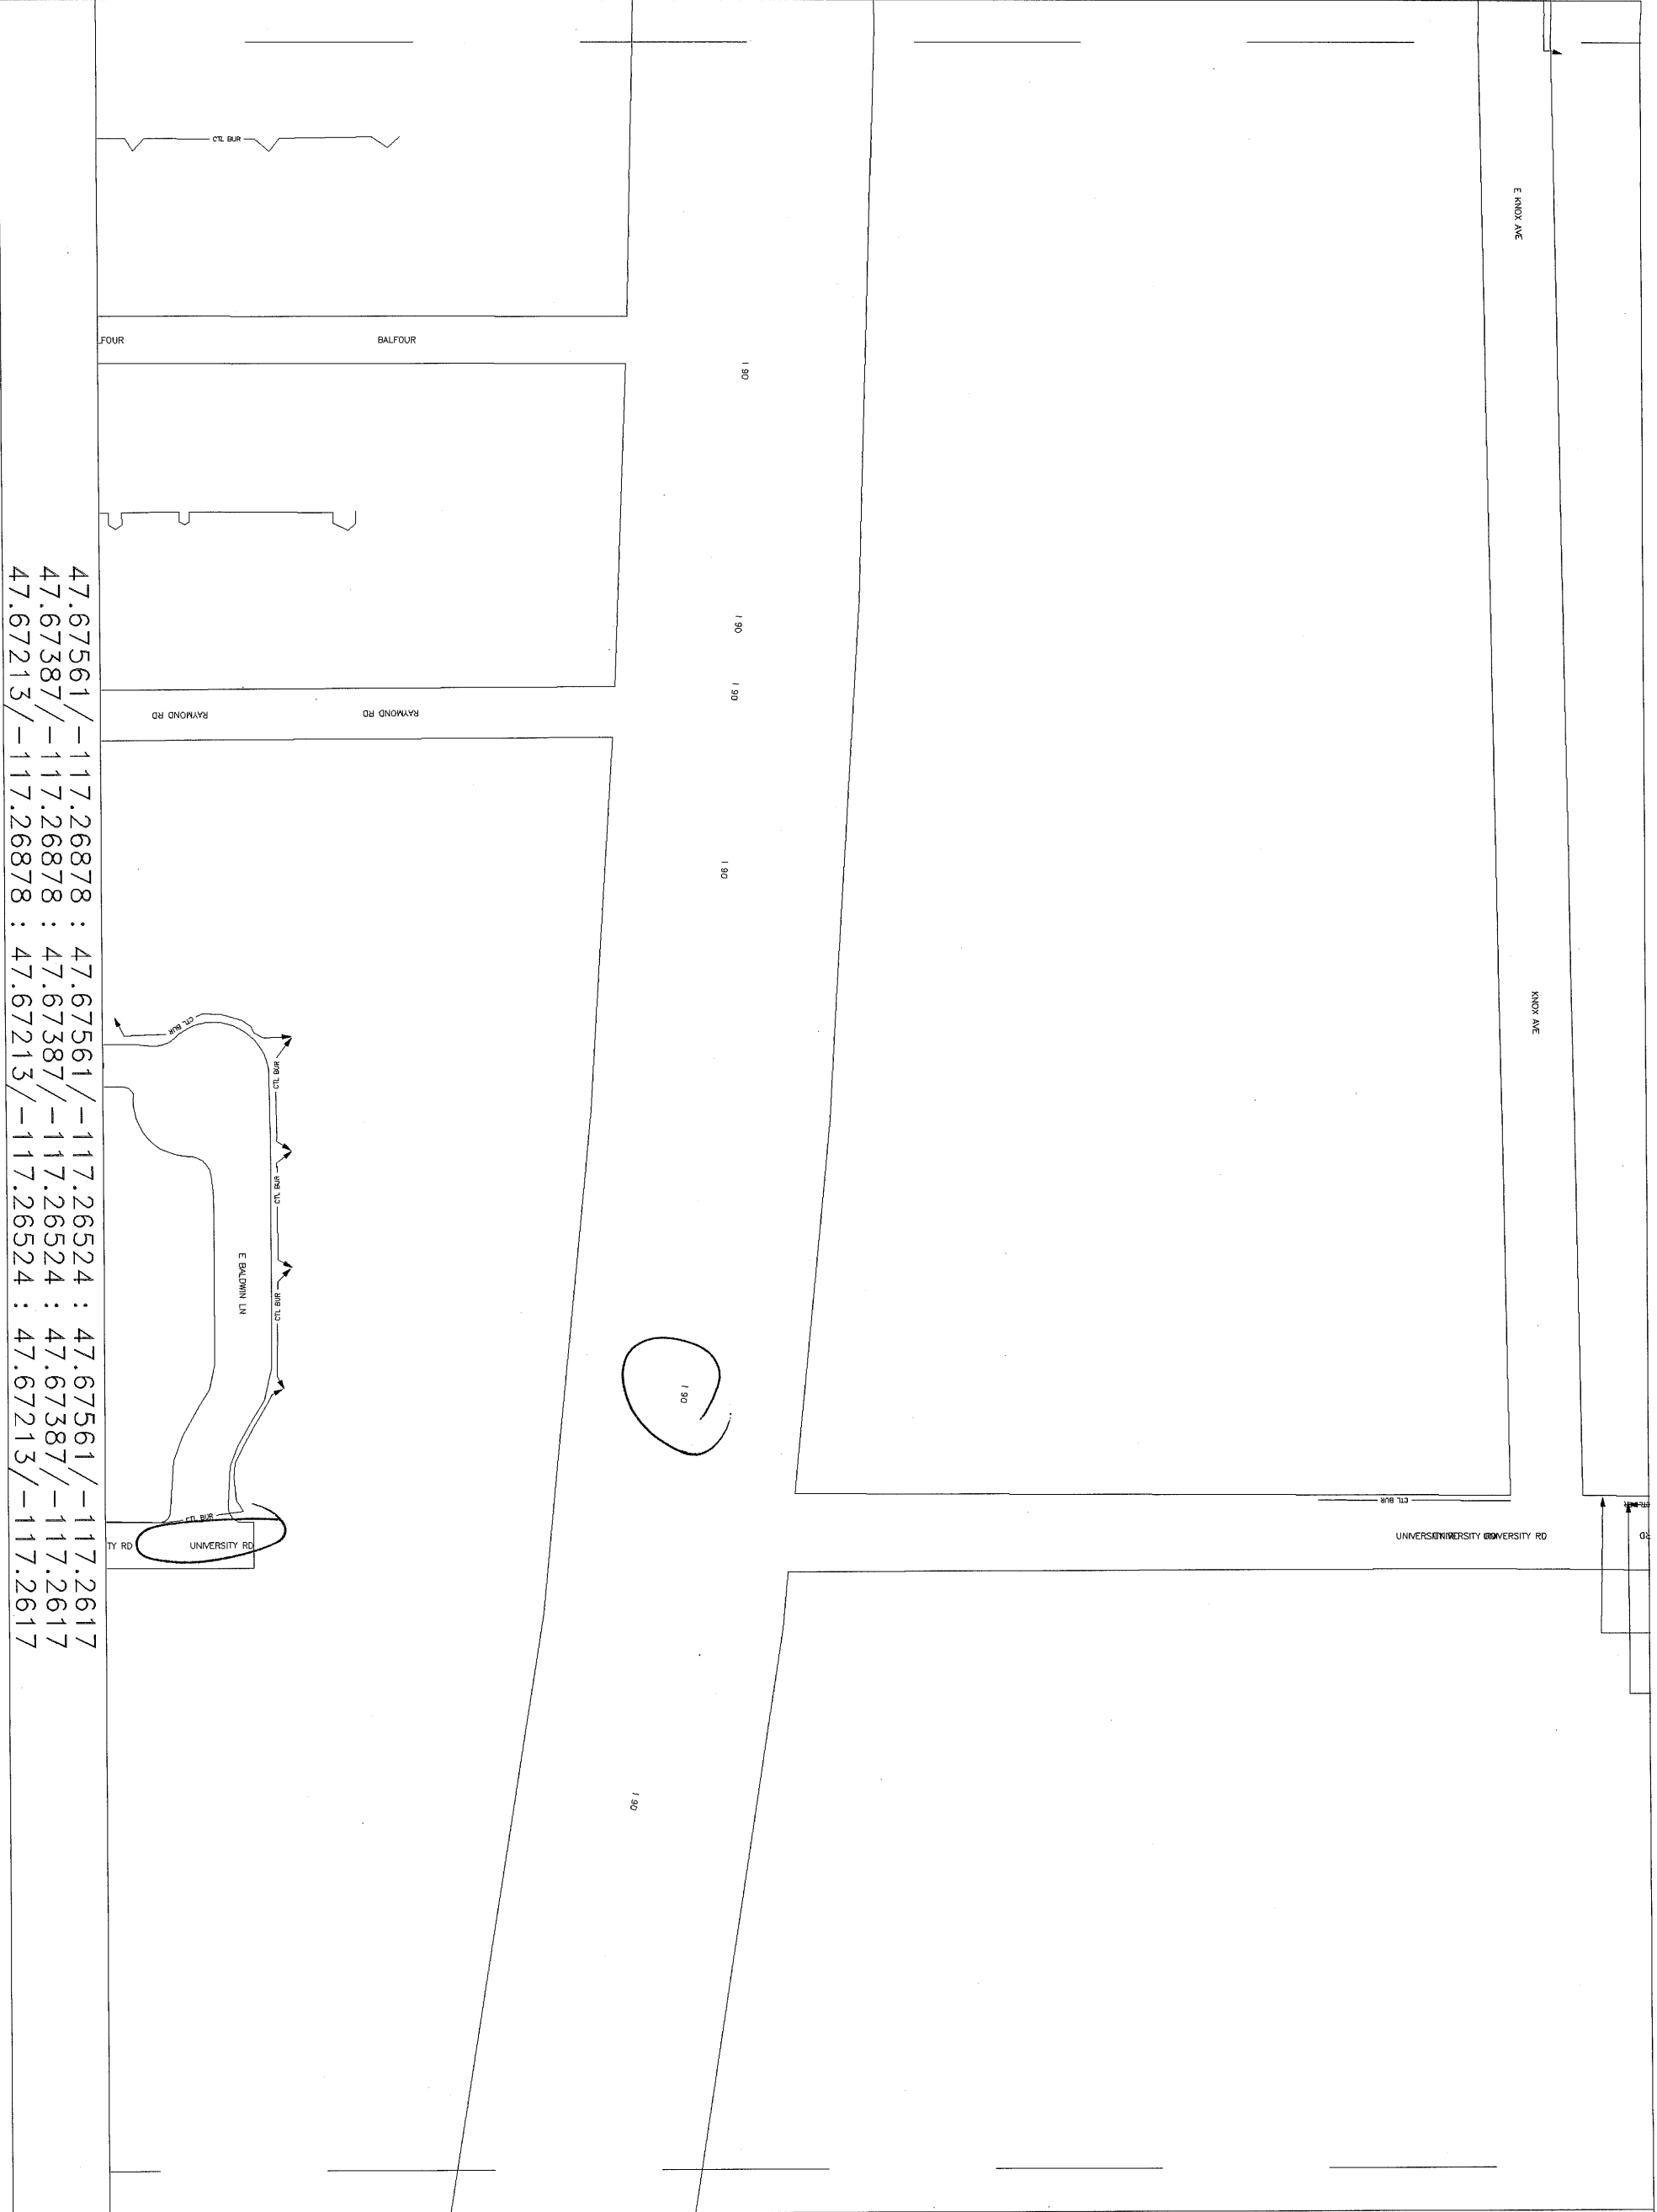 E KNOX AVE
KNOX AVE
CTL BUR
FOUR
BALFOUR
I 90
I 90
I 90
I 90
I 90
I 90
RAYMOND RD
RAYMOND RD
CTL BUR
CTL BUR
CTL BUR
CTL BUR
E BALDWIN LN
CTL BUR
TY RD
UNIVERSITY RD
CTL BUR
UNIVERSITY RD
RD
47.67561/-117.26878 : 47.67561/-117.26524 : 47.67561/-117.2617
47.67387/-117.26878 : 47.67387/-117.26524 : 47.67387/-117.2617
47.67213/-117.26878 : 47.67213/-117.26524 : 47.67213/-117.2617